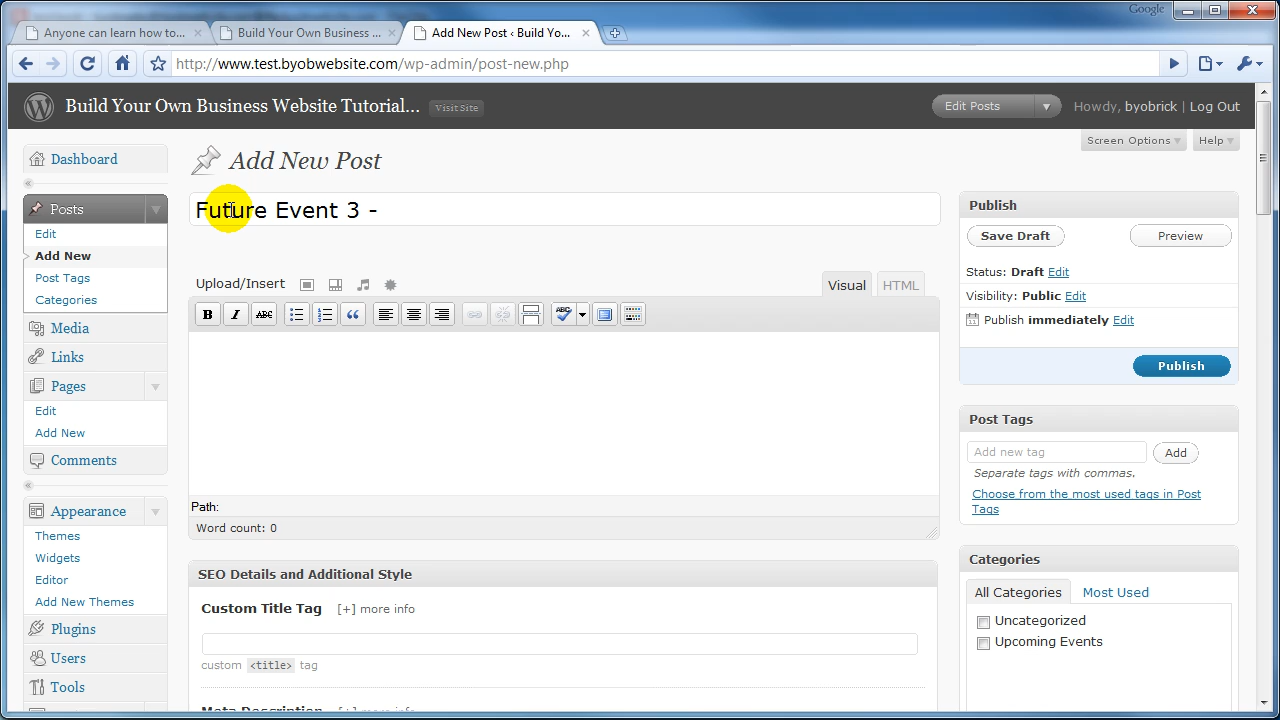 Google
Anyone can learn how to...
Build Your Own Business ...
Add New Post ‹ Build Yo...
http://www.test.byobwebsite.com/wp-admin/post-new.php
Build Your Own Business Website Tutorial...
Visit Site
Edit Posts
Howdy, byobrick | Log Out
Screen Options
Help
Dashboard
Add New Post
Posts
Edit
Add New
Post Tags
Categories
Media
Links
Pages
Edit
Add New
Comments
Appearance
Themes
Widgets
Editor
Add New Themes
Plugins
Users
Tools
Future Event 3 -
Upload/Insert
Visual
HTML
B I ABC
ABC
Path:
Word count: 0
SEO Details and Additional Style
Custom Title Tag [+] more info
custom <title> tag
Meta Description [+] more info
Publish
Save Draft
Preview
Status: Draft Edit
Visibility: Public Edit
Publish immediately Edit
Publish
Post Tags
Add new tag
Add
Separate tags with commas.
Choose from the most used tags in Post
Tags
Categories
All Categories
Most Used
Uncategorized
Upcoming Events